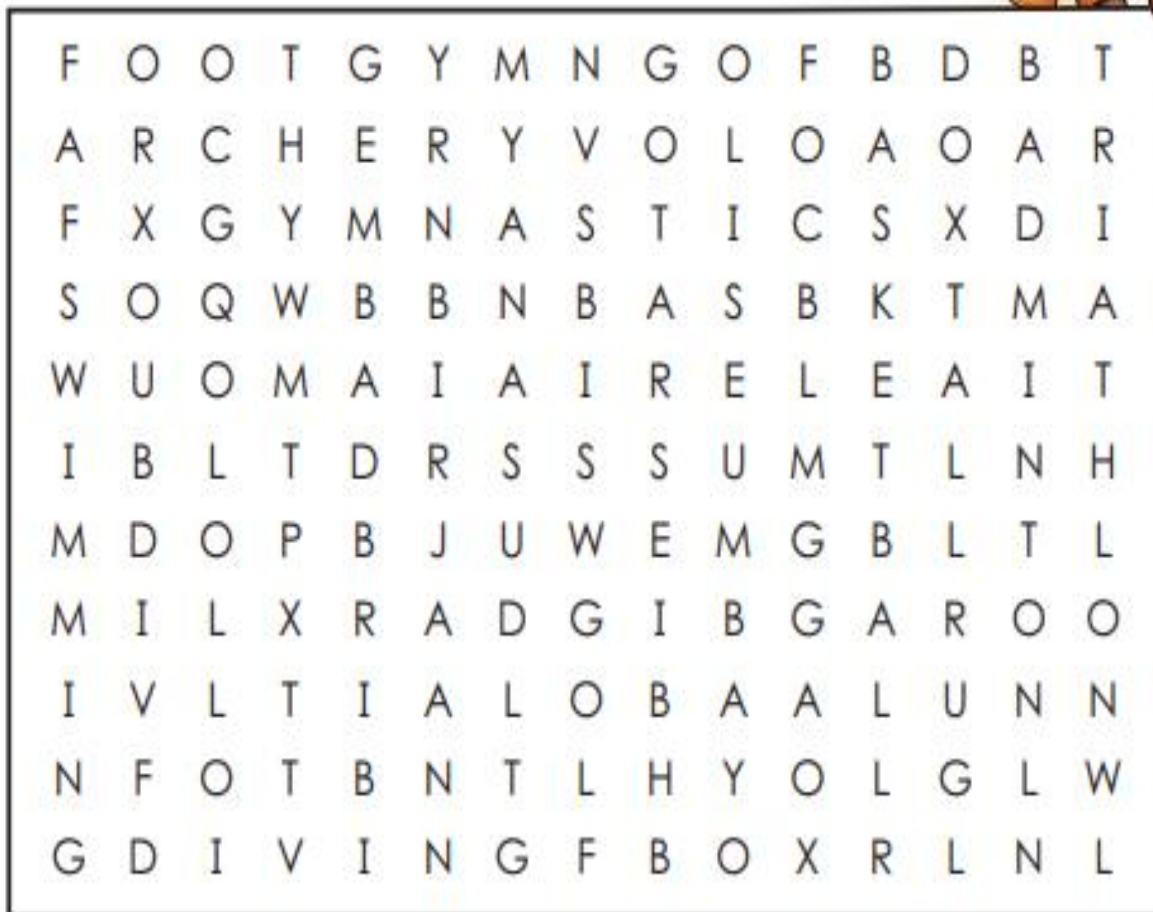 F O O T G Y M N G O F B D B T
A R C H E R Y V O L O A O A R
F X G Y M N A S T I C S X D I
S O Q W B B N B A S B K T M A
W U O M A I A I R E L E A I T
I B L T D R S S S U M T L N H
M D O P B J U W E M G B L T L
M I L X R A D G I B G A R O O
I V L T I A L O B A A L U N N
N F O T B N T L H Y O L G L W
G D I V I N G F B O X R L N L